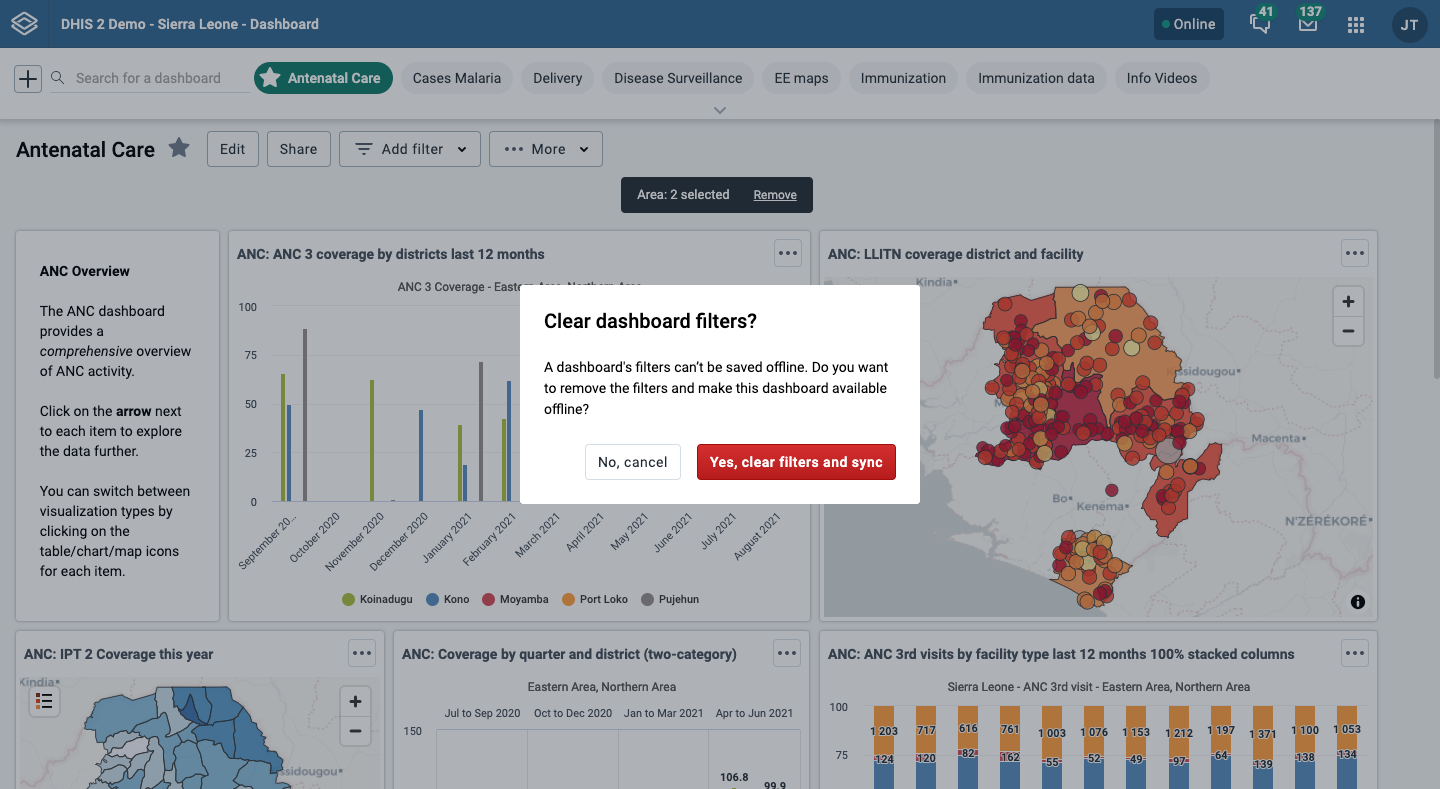 DHIS 2 Demo - Sierra Leone - Dashboard
Online
41
137
JT
Search for a dashboard
Antenatal Care
Cases Malaria
Delivery
Disease Surveillance
EE maps
Immunization
Immunization data
Info Videos
Antenatal Care
Edit
Share
Add filter
More
Area: 2 selected
Remove
ANC Overview
The ANC dashboard
provides a
comprehensive overview
of ANC activity.
Click on the arrow next
to each item to explore
the data further.
You can switch between
visualization types by
clicking on the
table/chart/map icons
for each item.
ANC: ANC 3 coverage by districts last 12 months
ANC 3 Coverage - Eastern Area, Northern Area
100
75
50
25
0
September 20...
October 2020
November 2020
December 2020
January 2021
February 2021
March 2021
April 2021
May 2021
June 2021
July 2021
August 2021
Koinadugu
Kono
Moyamba
Port Loko
Pujehun
Clear dashboard filters?
A dashboard's filters can’t be saved offline. Do you want
to remove the filters and make this dashboard available
offline?
No, cancel
Yes, clear filters and sync
ANC: LLITN coverage district and facility
Kindia
Macenta
Bo
Kenema
N'ZÉRÉKORÉ
ANC: IPT 2 Coverage this year
ANC: Coverage by quarter and district (two-category)
Eastern Area, Northern Area
Jul to Sep 2020
Oct to Dec 2020
Jan to Mar 2021
Apr to Jun 2021
150
106.8
99.9
ANC: ANC 3rd visits by facility type last 12 months 100% stacked columns
Sierra Leone - ANC 3rd visit - Eastern Area, Northern Area
100
75
1 203
717
616
761
1 003
1 076
1 153
1 212
1 197
1 371
1 100
1 053
124
120
82
162
55
52
49
97
64
139
138
134